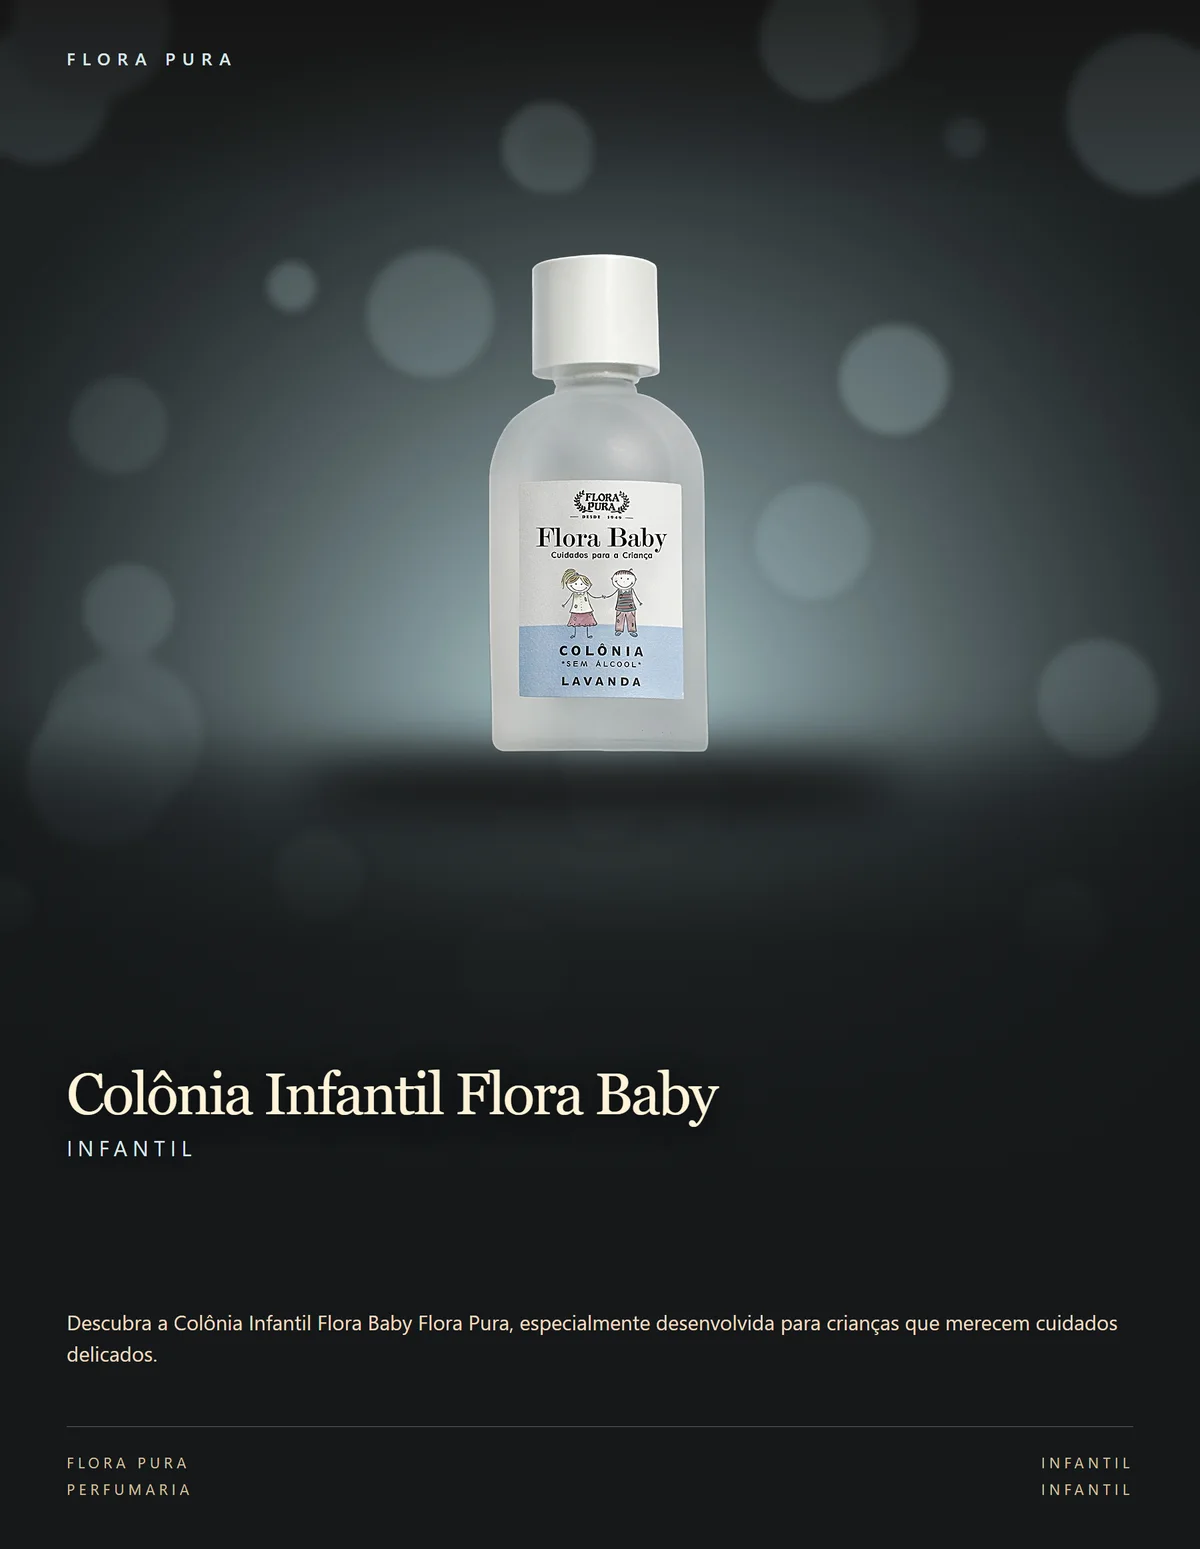 FLORA PURA
FLORA
PURA
DESDE 1949
Flora Baby
Cuidados para a Criança
COLÔNIA
*SEM ÁLCOOL*
LAVANDA
Colônia Infantil Flora Baby
INFANTIL
Descubra a Colônia Infantil Flora Baby Flora Pura, especialmente desenvolvida para crianças que merecem cuidados
delicados.
FLORA PURA
PERFUMARIA
INFANTIL
INFANTIL